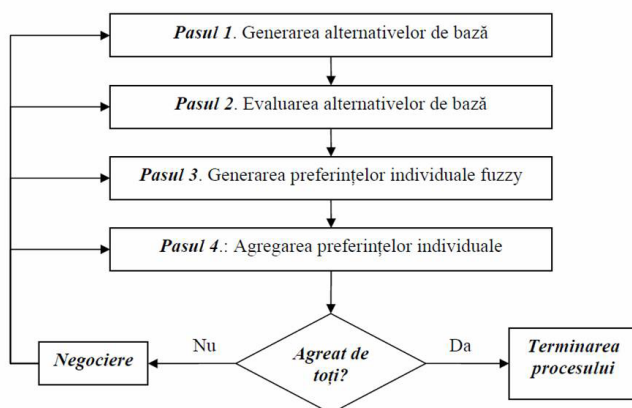 Pasul 1. Generarea alternativelor de bază
Pasul 2. Evaluarea alternativelor de bază
Pasul 3. Generarea preferințelor individuale fuzzy
Pasul 4.: Agregarea preferințelor individuale
Negociere
Nu
Agreat de
toți?
Da
Terminarea
procesului